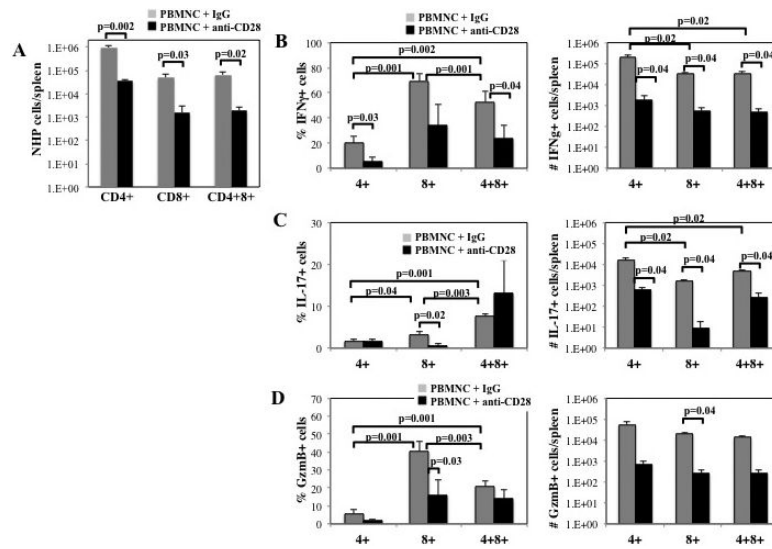 A
PBMNC + IgG
PBMNC + anti-CD28
p=0.002
p=0.03
p=0.02
NHP cells/spleen
1.E+06
1.E+05
1.E+04
1.E+03
1.E+02
1.E+01
1.E+00
CD4+ CD8+ CD4+8+
B
PBMNC + IgG
PBMNC + anti-CD28
p=0.002
p=0.001 p=0.001
p=0.04
p=0.03
% IFNγ+ cells
100
80
60
40
20
0
4+ 8+ 4+8+
p=0.02
p=0.02
p=0.04 p=0.04 p=0.04
# IFNg+ cells/spleen
1.E+06
1.E+05
1.E+04
1.E+03
1.E+02
1.E+01
1.E+00
4+ 8+ 4+8+
C
PBMNC + IgG
PBMNC + anti-CD28
p=0.001
p=0.04 p=0.003
p=0.02
% IL-17+ cells
30
20
10
0
4+ 8+ 4+8+
p=0.02
p=0.02
p=0.04 p=0.04 p=0.04
# IL-17+ cells/spleen
1.E+06
1.E+05
1.E+04
1.E+03
1.E+02
1.E+01
1.E+00
4+ 8+ 4+8+
D
PBMNC + IgG
PBMNC + anti-CD28
p=0.001
p=0.001 p=0.003
p=0.03
% GzmB+ cells
70
60
50
40
30
20
10
0
4+ 8+ 4+8+
p=0.04
# GzmB+ cells/spleen
1.E+06
1.E+05
1.E+04
1.E+03
1.E+02
1.E+01
1.E+00
4+ 8+ 4+8+